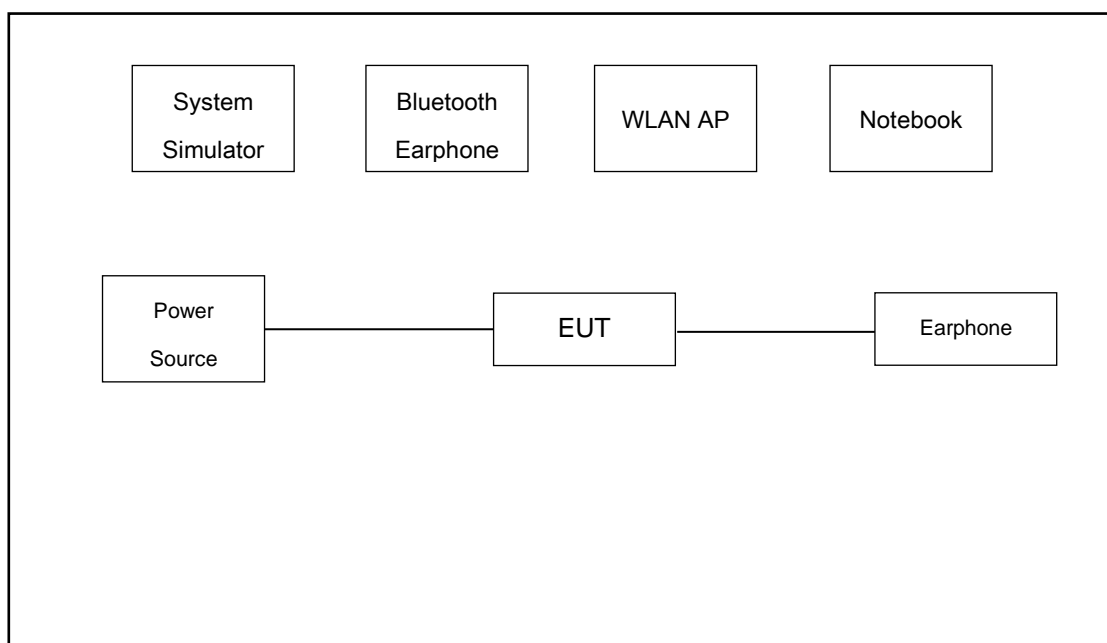 System
Simulator
Bluetooth
Earphone
WLAN AP
Notebook
Power
Source
EUT
Earphone